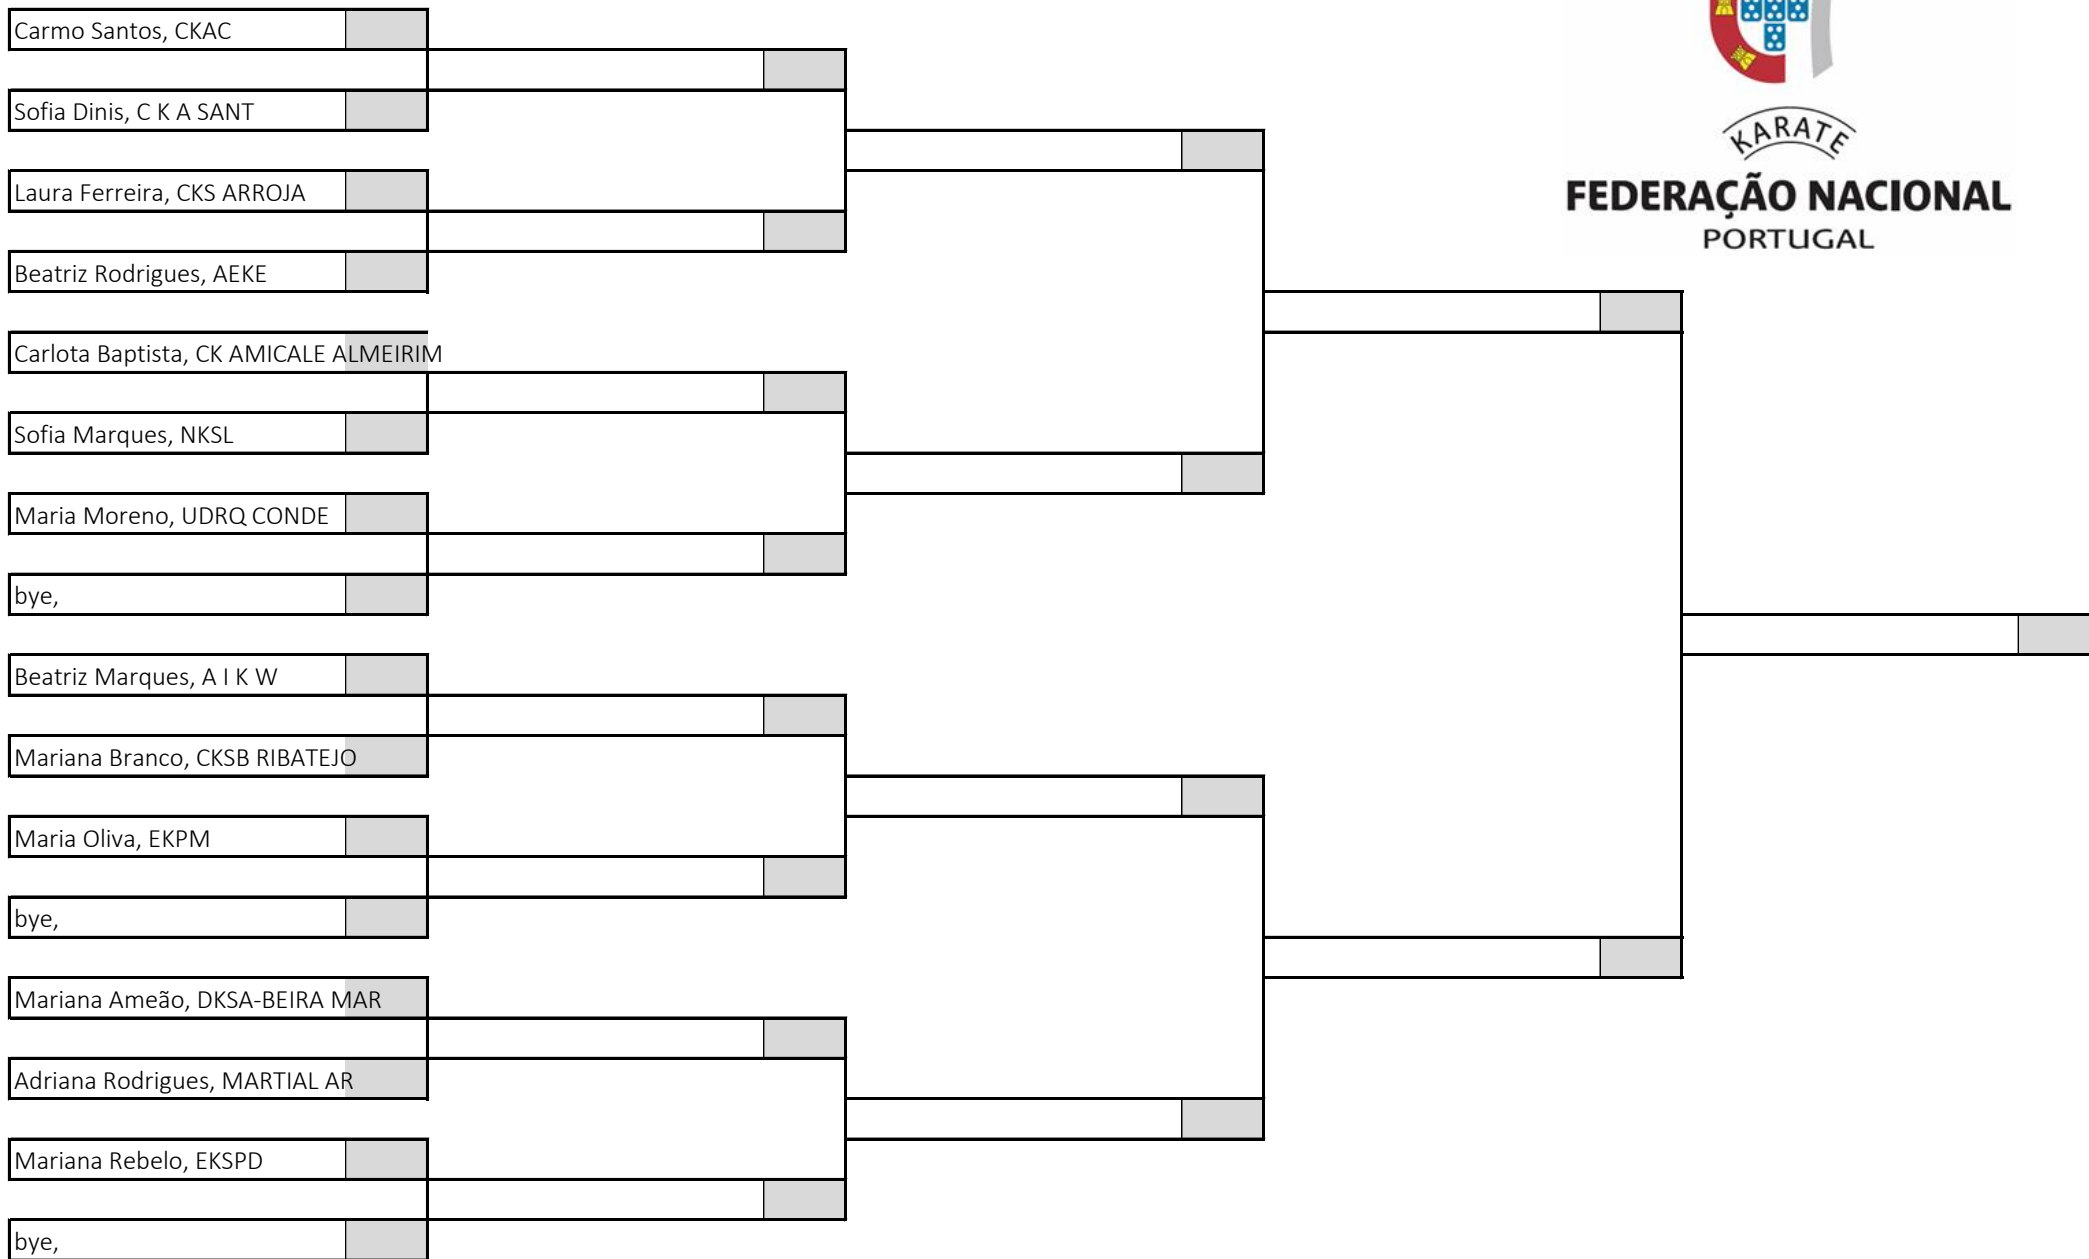 Carmo Santos, CKAC
Sofia Dinis, C K A SANT
KARATE
Laura Ferreira, CKS ARROJA
FEDERAÇÃO NACIONAL
PORTUGAL
Beatriz Rodrigues, AEKE
Carlota Baptista, CK AMICALE ALMEIRIM
Sofia Marques, NKSL
Maria Moreno, UDRQ CONDE
bye,
Beatriz Marques, A I K W
Mariana Branco, CKSB RIBATEJO
Maria Oliva, EKPM
bye,
Mariana Ameão, DKSA-BEIRA MAR
Adriana Rodrigues, MARTIAL AR
Mariana Rebelo, EKSPD
bye,